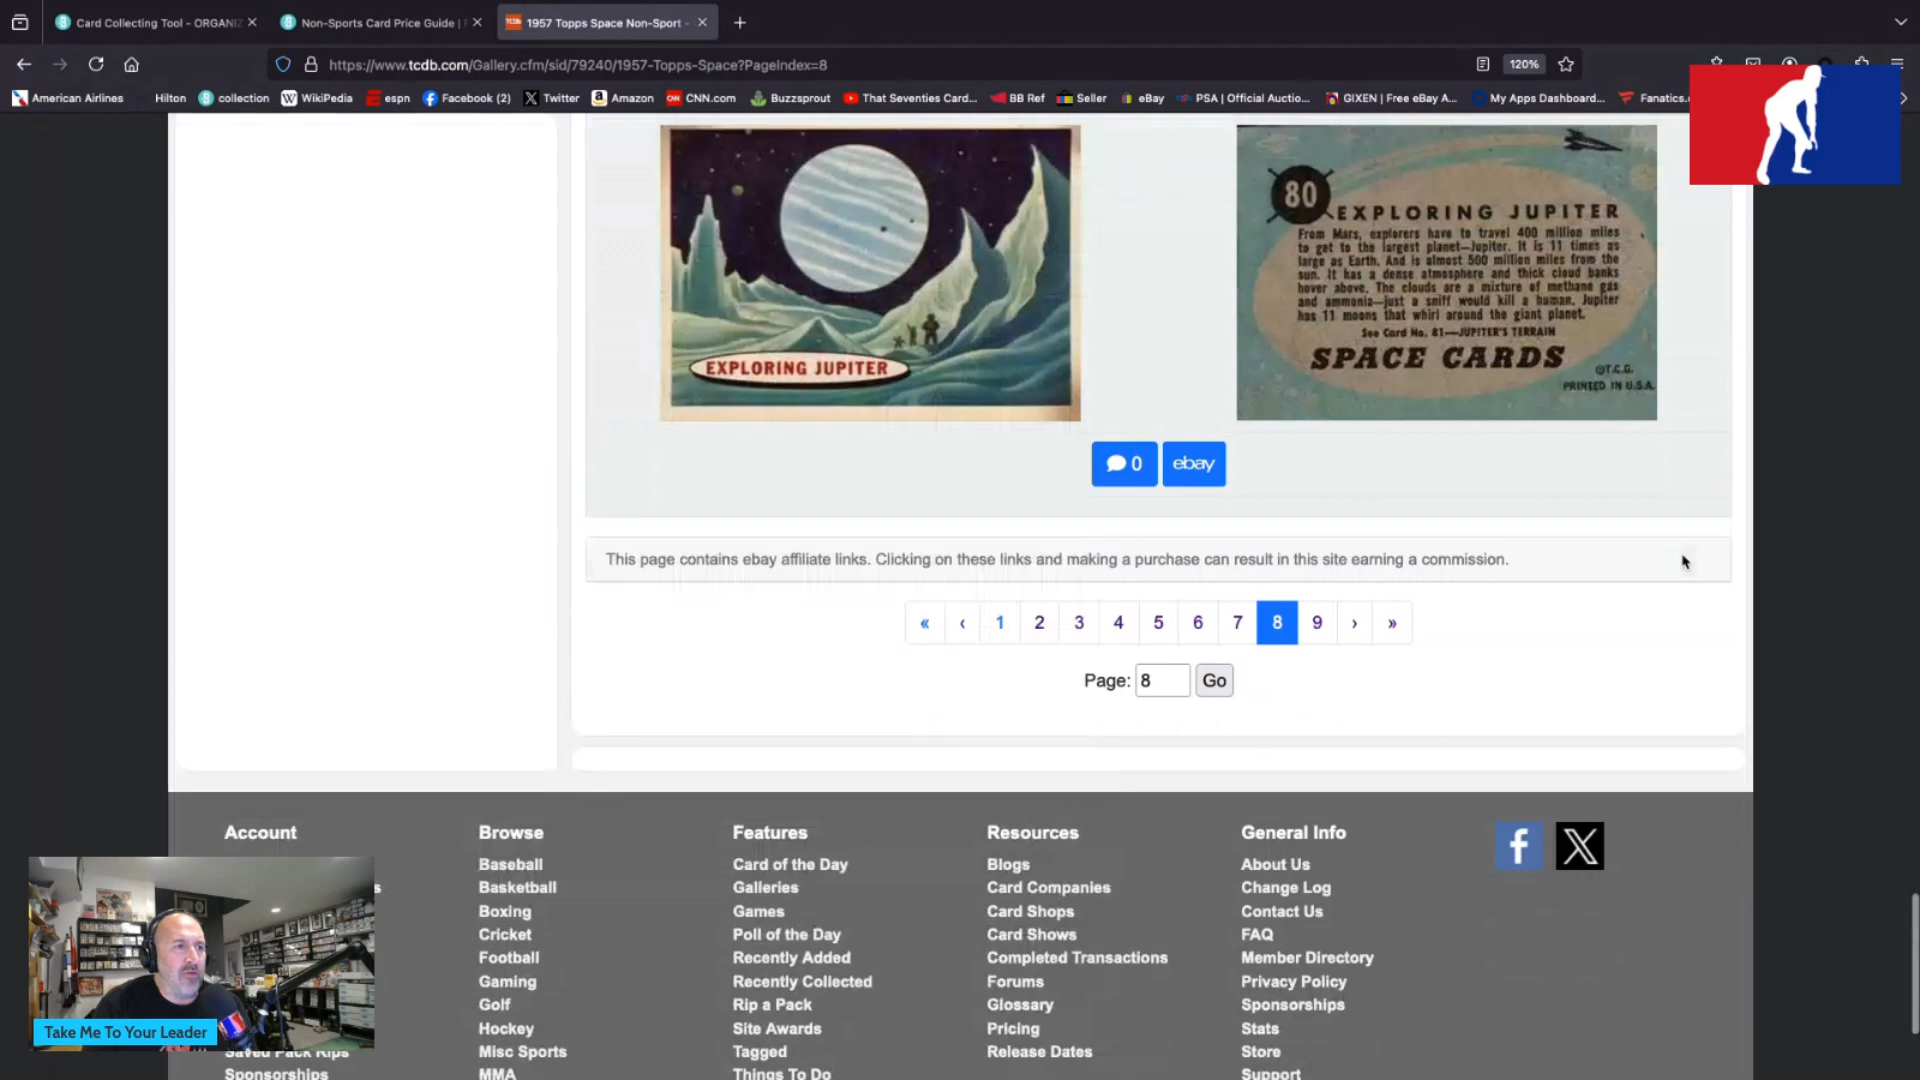 Card Collecting Tool - ORGANIZ
Non-Sports Card Price Guide |
1957 Topps Space Non-Sport -
https://www.tcdb.com/Gallery.cfm/sid/79240/1957-Topps-Space?PageIndex=8
120%
American Airlines
Hilton
collection
WikiPedia
espn
Facebook (2)
Twitter
Amazon
CNN.com
Buzzsprout
That Seventies Card...
BB Ref
Seller
eBay
PSA | Official Auctio...
GIXEN | Free eBay A...
My Apps Dashboard...
Fanatics.
EXPLORING JUPITER
80
EXPLORING JUPITER
From Mars, explorers have to travel 400 million miles
to get to the largest planet—Jupiter. It is 11 times as
large as Earth. And is almost 500 million miles from the
sun. It has a dense atmosphere and thick cloud banks
hover above. The clouds are a mixture of methane gas
and ammonia—just a sniff would kill a human. Jupiter
has 11 moons that whirl around the giant planet.
See Card No. 81—JUPITER'S TERRAIN
SPACE CARDS
©T.C.G.
PRINTED IN U.S.A.
0
ebay
This page contains ebay affiliate links. Clicking on these links and making a purchase can result in this site earning a commission.
« ‹ 1 2 3 4 5 6 7 8 9 › »
Page: 8 Go
Account
Saved Pack Rips
Sponsorships
Browse
Baseball
Basketball
Boxing
Cricket
Football
Gaming
Golf
Hockey
Misc Sports
MMA
Features
Card of the Day
Galleries
Games
Poll of the Day
Recently Added
Recently Collected
Rip a Pack
Site Awards
Tagged
Things To Do
Resources
Blogs
Card Companies
Card Shops
Card Shows
Completed Transactions
Forums
Glossary
Pricing
Release Dates
General Info
About Us
Change Log
Contact Us
FAQ
Member Directory
Privacy Policy
Sponsorships
Stats
Store
Support
Take Me To Your Leader